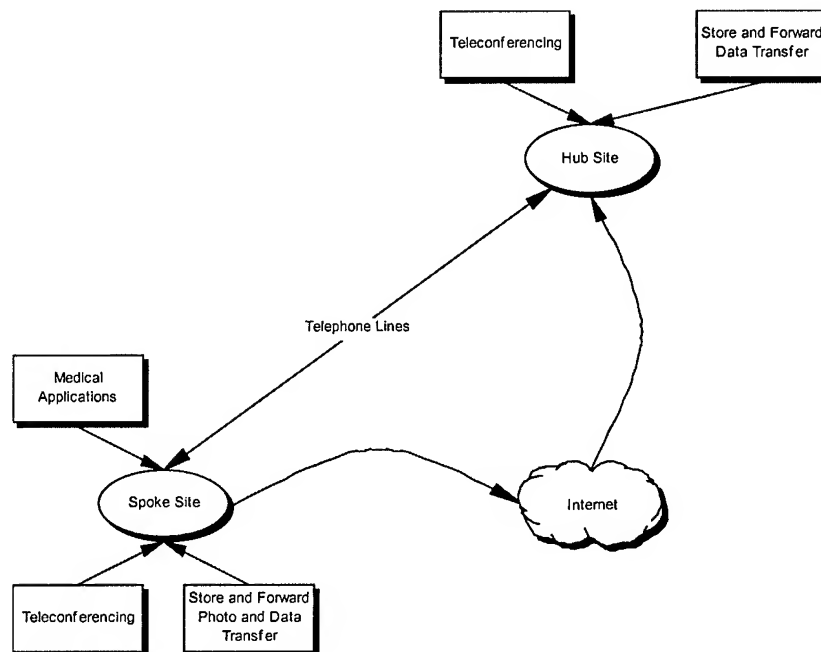 Teleconferencing
Store and Forward
Data Transfer
Hub Site
Telephone Lines
Medical
Applications
Spoke Site
Internet
Teleconferencing
Store and Forward
Photo and Data
Transfer